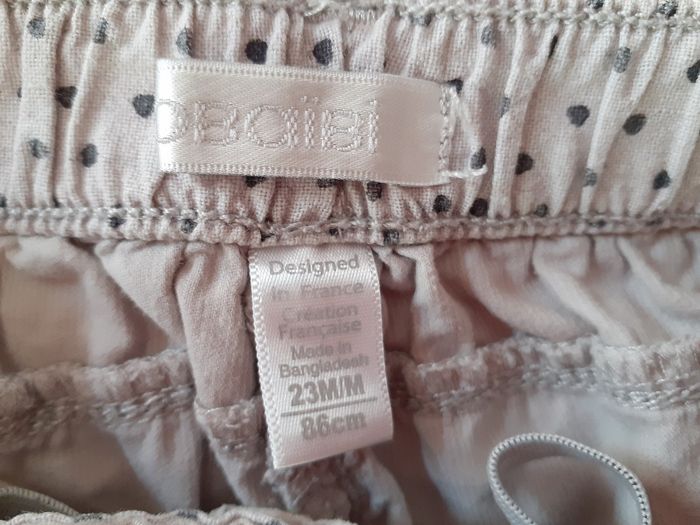 OBAÏBI
Designed
in France
Création
Française
Made in
Bangladesh
23M/M
86cm